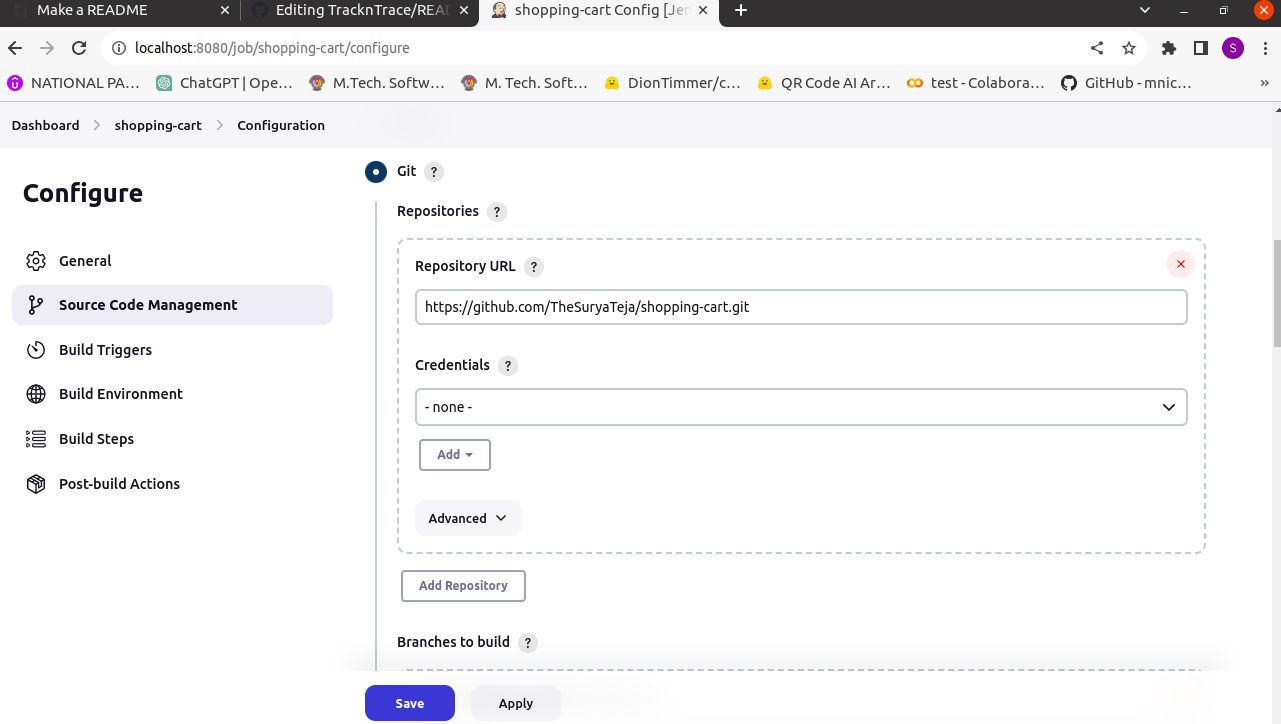 Make a README
Editing TracknTrace/REA
shopping-cart Config [Jen
localhost:8080/job/shopping-cart/configure
S
NATIONAL PA...
ChatGPT | Ope...
M.Tech. Softw...
M. Tech. Soft...
DionTimmer/c...
QR Code AI Ar...
test - Colabora...
GitHub - mnic...
»
Dashboard
shopping-cart
Configuration
Configure
General
Source Code Management
Build Triggers
Build Environment
Build Steps
Post-build Actions
Git ?
Repositories ?
Repository URL ?
https://github.com/TheSuryaTeja/shopping-cart.git
Credentials ?
- none -
Add
Advanced
Add Repository
Branches to build ?
Save
Apply